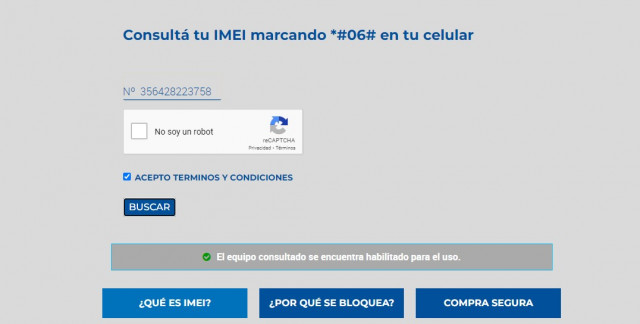 Consultá tu IMEI marcando *#06# en tu celular
Nº 356428223758
No soy un robot
reCAPTCHA
Privacidad - Términos
ACEPTO TERMINOS Y CONDICIONES
BUSCAR
El equipo consultado se encuentra habilitado para el uso.
¿QUÉ ES IMEI?
¿POR QUÉ SE BLOQUEA?
COMPRA SEGURA